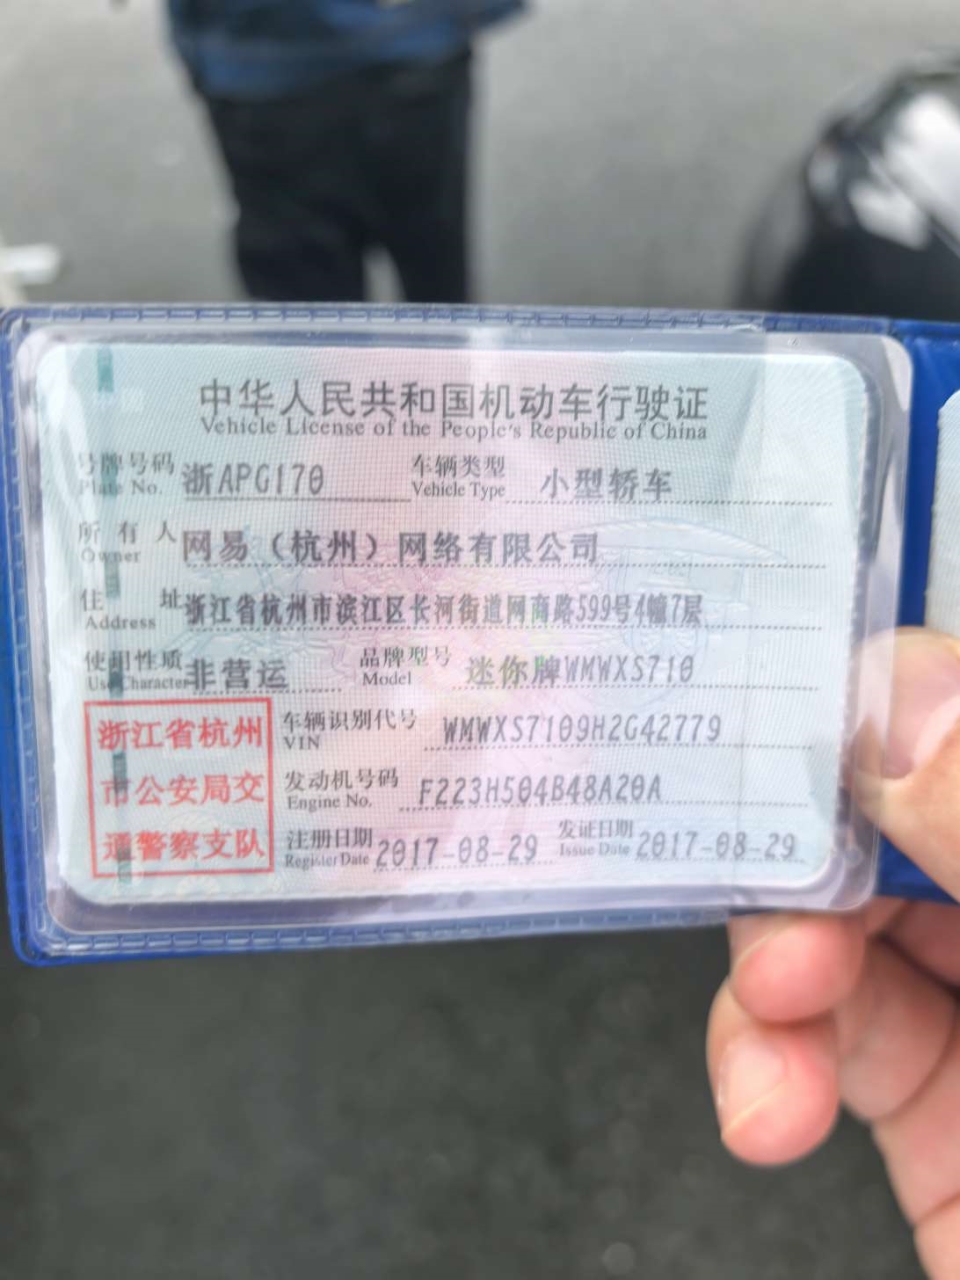 中华人民共和国机动车行驶证
Vehicle License of the People's Republic of China
号牌号码 浙APG170 车辆类型 小型轿车
Plate No. Vehicle Type
所有人 网易（杭州）网络有限公司
Owner
住址 浙江省杭州市滨江区长河街道网商路599号4幢7层
Address
使用性质 非营运 品牌型号 迷你牌WMWXS710
Use Character Model
浙江省杭州
市公安局交
通警察支队
车辆识别代号 WMWXS7109H2G42779
VIN
发动机号码 F223H504B48A20A
Engine No.
注册日期 2017-08-29 发证日期 2017-08-29
Register Date Issue Date